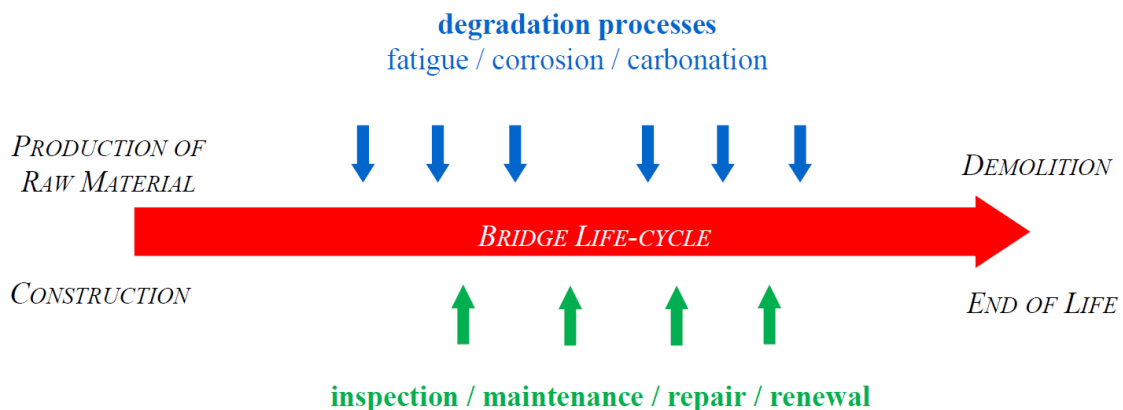 degradation processes
fatigue / corrosion / carbonation
PRODUCTION OF
RAW MATERIAL
DEMOLITION
BRIDGE LIFE-CYCLE
CONSTRUCTION
END OF LIFE
inspection / maintenance / repair / renewal